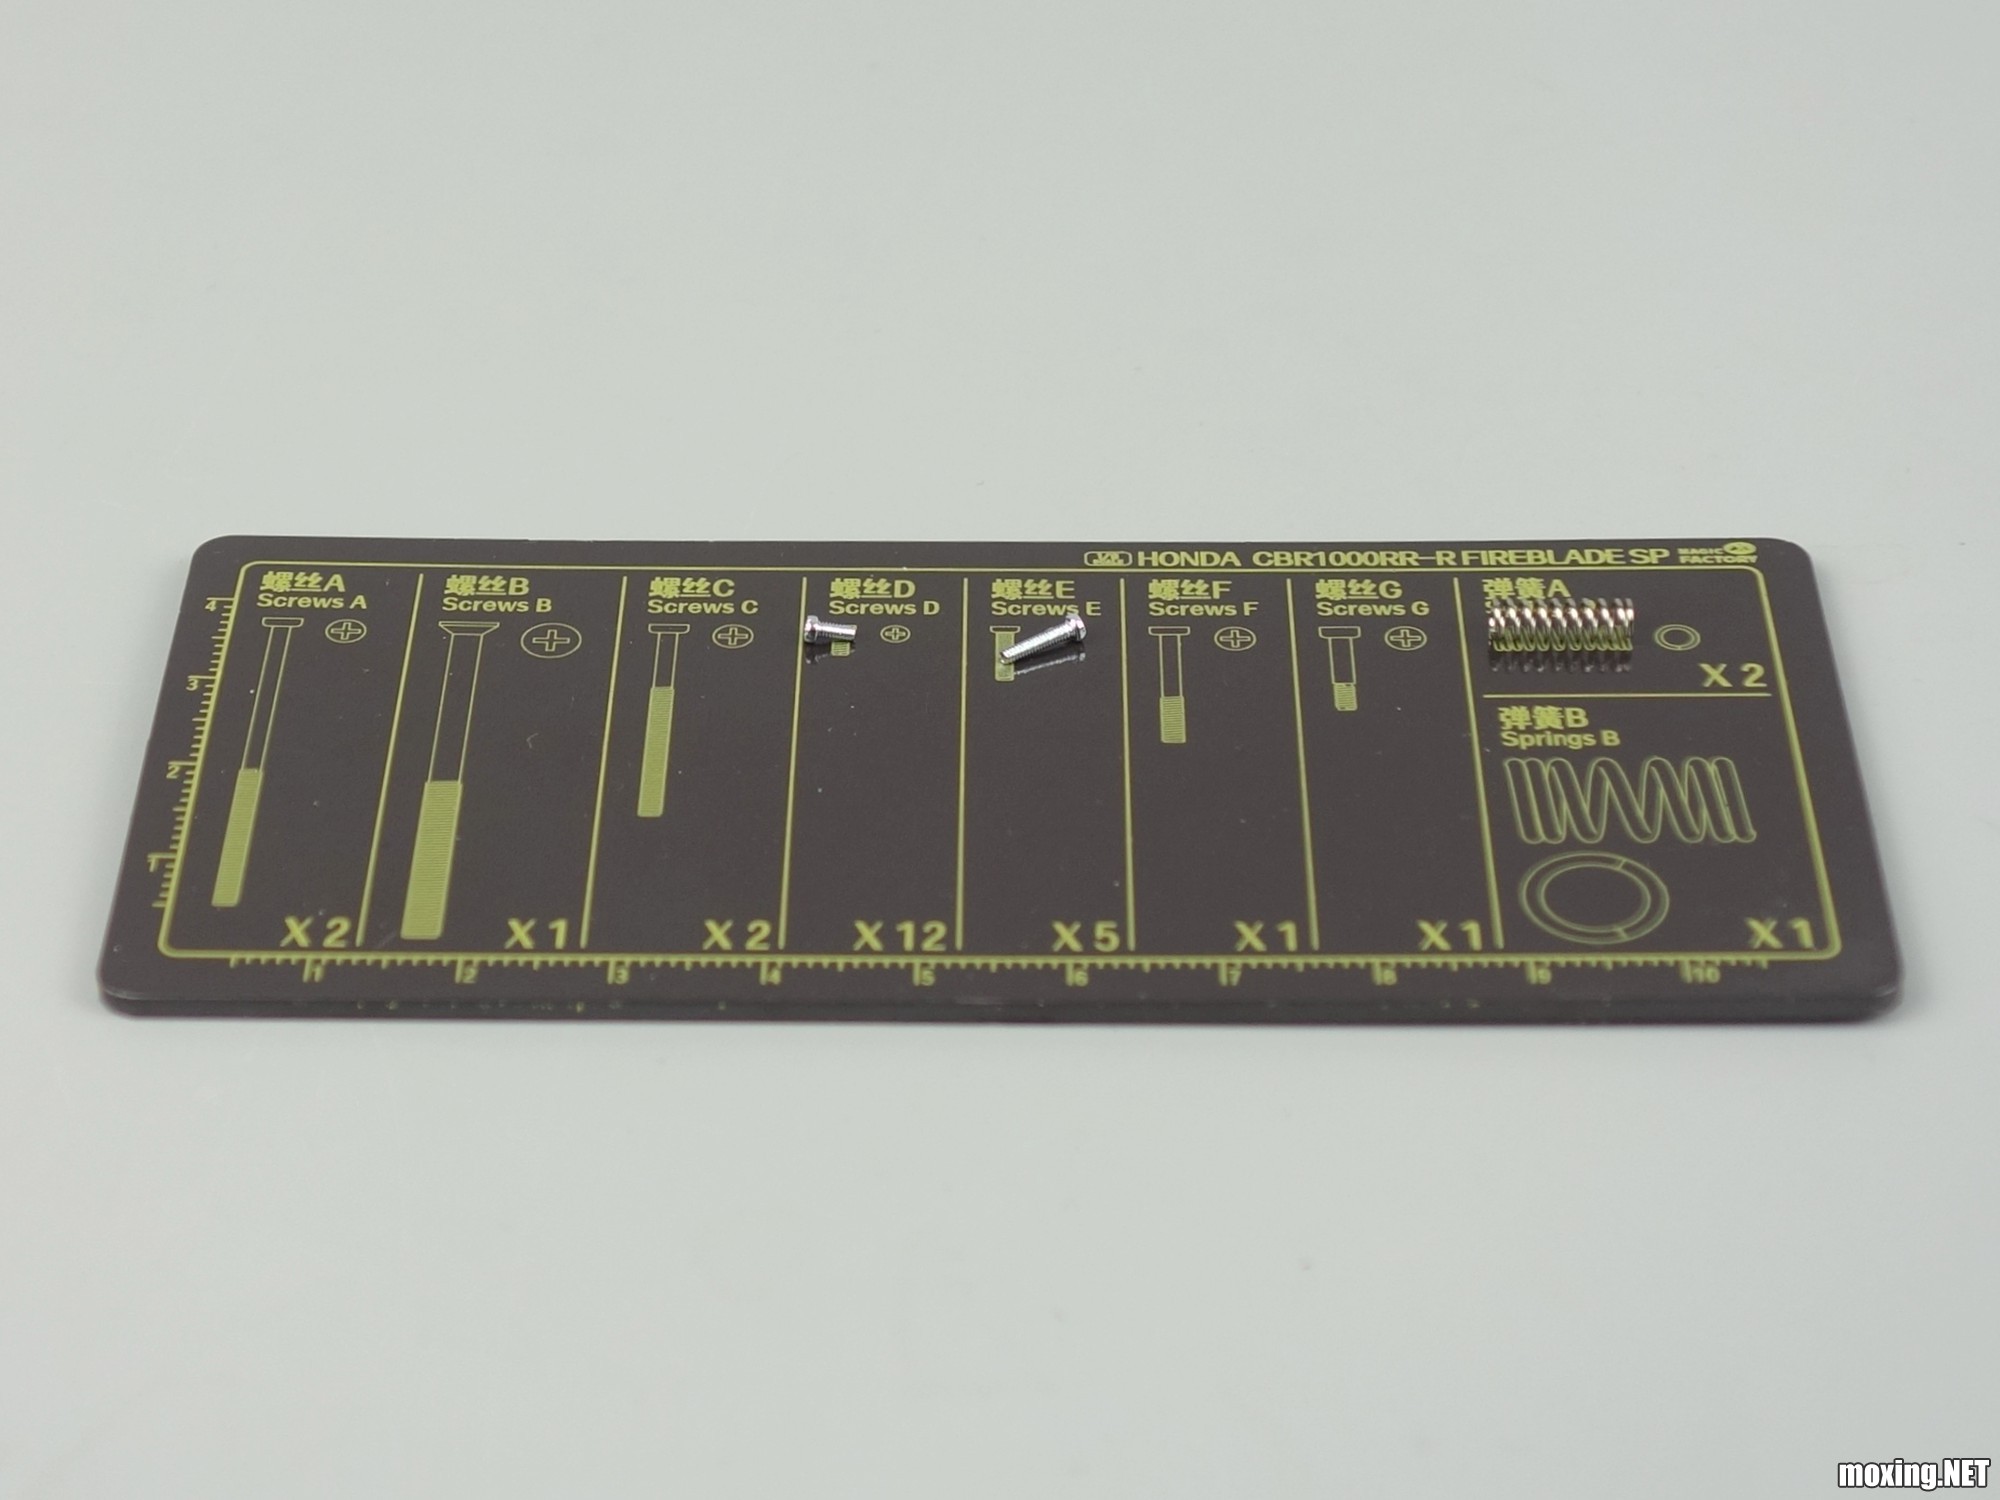 HONDA CBR1000RR-R FIREBLADE SP MAGIC FACTORY
螺丝A
Screws A
X 2
螺丝B
Screws B
X 1
螺丝C
Screws C
X 2
螺丝D
Screws D
X 12
螺丝E
Screws E
X 5
螺丝F
Screws F
X 1
螺丝G
Screws G
X 1
弹簧A
X 2
弹簧B
Springs B
X 1
4
3
2
1
1 2 3 4 5 6 7 8 9 10
moxing.NET